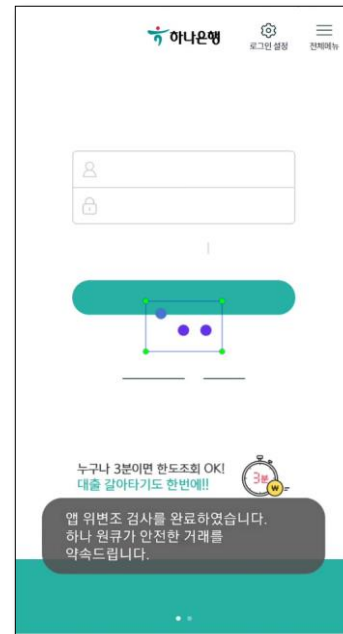 하나은행
로그인 설정
전체메뉴
누구나 3분이면 한도조회 OK!
대출 갈아타기도 한번에!!
3분
₩
앱 위변조 검사를 완료하였습니다.
하나 원큐가 안전한 거래를
약속드립니다.